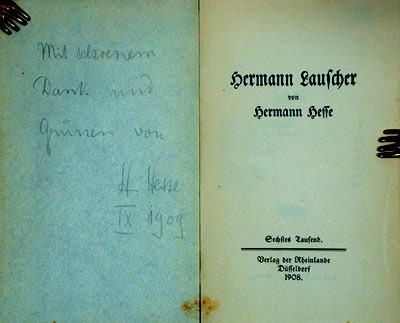 Mit schoenem
Dank und
Grüssen von
H Hesse
IX 1909
Hermann Lauscher
von
Hermann Hesse
Sechstes Tausend.
Verlag der Rheinlande
Düsseldorf
1908.